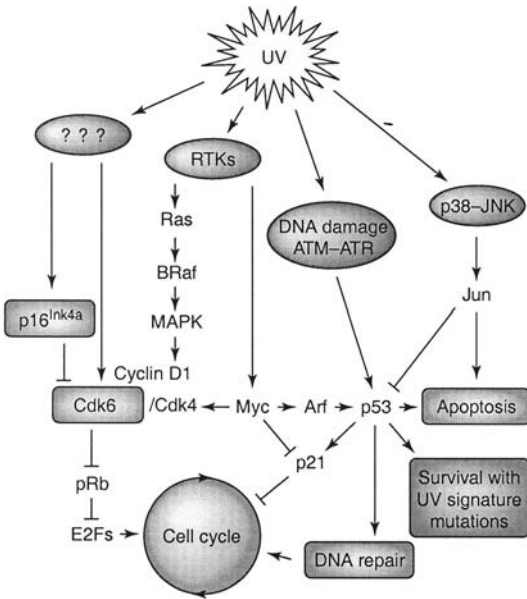 UV
? ? ?
RTKs
DNA damage
ATM–ATR
p38–JNK
Ras
BRaf
MAPK
Jun
p16Ink4a
Cyclin D1
Cdk6 /Cdk4 Myc Arf p53 Apoptosis
pRb
p21
Survival with
UV signature
mutations
E2Fs
Cell cycle
DNA repair